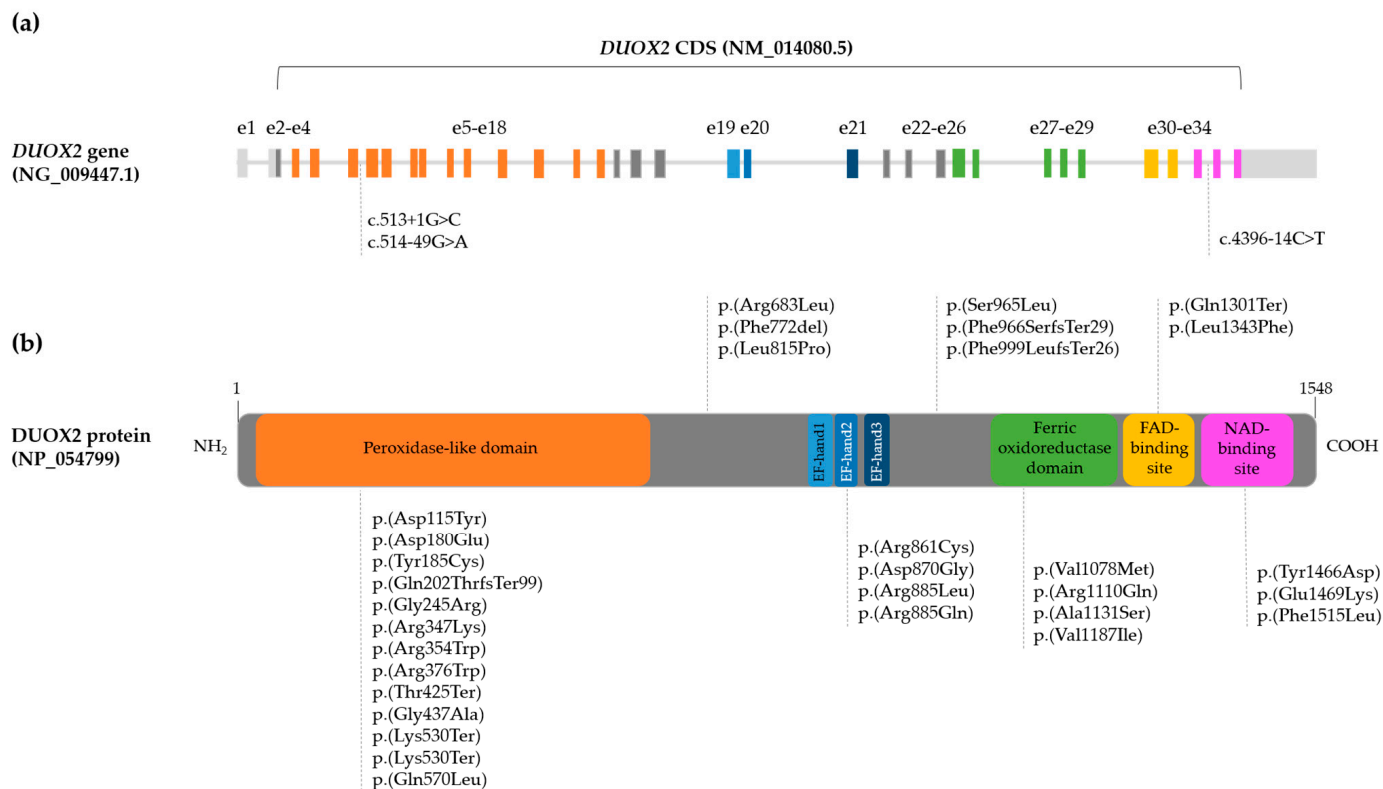 (a)
DUOX2 CDS (NM_014080.5)
e1 e2-e4 e5-e18 e19 e20 e21 e22-e26 e27-e29 e30-e34
DUOX2 gene
(NG_009447.1)
c.513+1G>C
c.514-49G>A
c.4396-14C>T
p.(Arg683Leu)
p.(Phe772del)
p.(Leu815Pro)
p.(Ser965Leu)
p.(Phe966SerfsTer29)
p.(Phe999LeufsTer26)
p.(Gln1301Ter)
p.(Leu1343Phe)
(b)
1
1548
DUOX2 protein
(NP_054799)
NH2
Peroxidase-like domain
EF-hand1
EF-hand2
EF-hand3
Ferric
oxidoreductase
domain
FAD-
binding
site
NAD-
binding
site
COOH
p.(Asp115Tyr)
p.(Asp180Glu)
p.(Tyr185Cys)
p.(Gln202ThrfsTer99)
p.(Gly245Arg)
p.(Arg347Lys)
p.(Arg354Trp)
p.(Arg376Trp)
p.(Thr425Ter)
p.(Gly437Ala)
p.(Lys530Ter)
p.(Lys530Ter)
p.(Gln570Leu)
p.(Arg861Cys)
p.(Asp870Gly)
p.(Arg885Leu)
p.(Arg885Gln)
p.(Val1078Met)
p.(Arg1110Gln)
p.(Ala1131Ser)
p.(Val1187Ile)
p.(Tyr1466Asp)
p.(Glu1469Lys)
p.(Phe1515Leu)